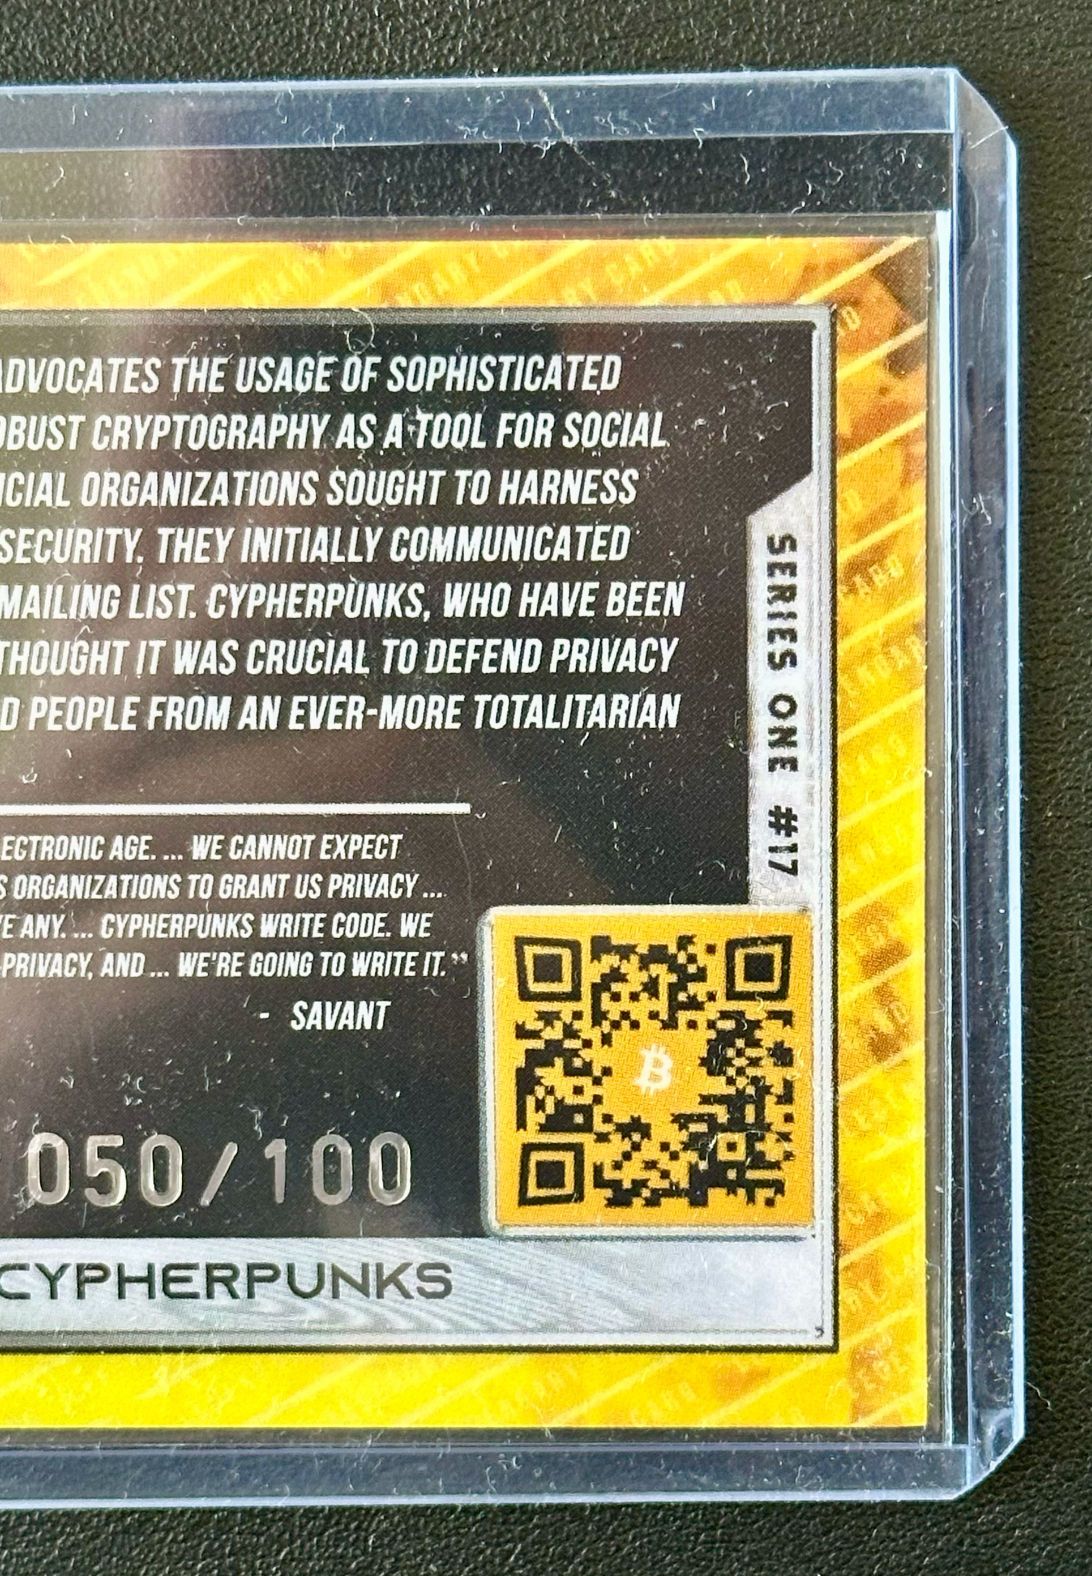 ADVOCATES THE USAGE OF SOPHISTICATED
OBUST CRYPTOGRAPHY AS A TOOL FOR SOCIAL
ICIAL ORGANIZATIONS SOUGHT TO HARNESS
SECURITY. THEY INITIALLY COMMUNICATED
MAILING LIST. CYPHERPUNKS, WHO HAVE BEEN
THOUGHT IT WAS CRUCIAL TO DEFEND PRIVACY
D PEOPLE FROM AN EVER-MORE TOTALITARIAN
SERIES ONE #17
ECTRONIC AGE. ... WE CANNOT EXPECT
S ORGANIZATIONS TO GRANT US PRIVACY ...
VE ANY. ... CYPHERPUNKS WRITE CODE. WE
-PRIVACY, AND ... WE'RE GOING TO WRITE IT."
- SAVANT
050/100
CYPHERPUNKS